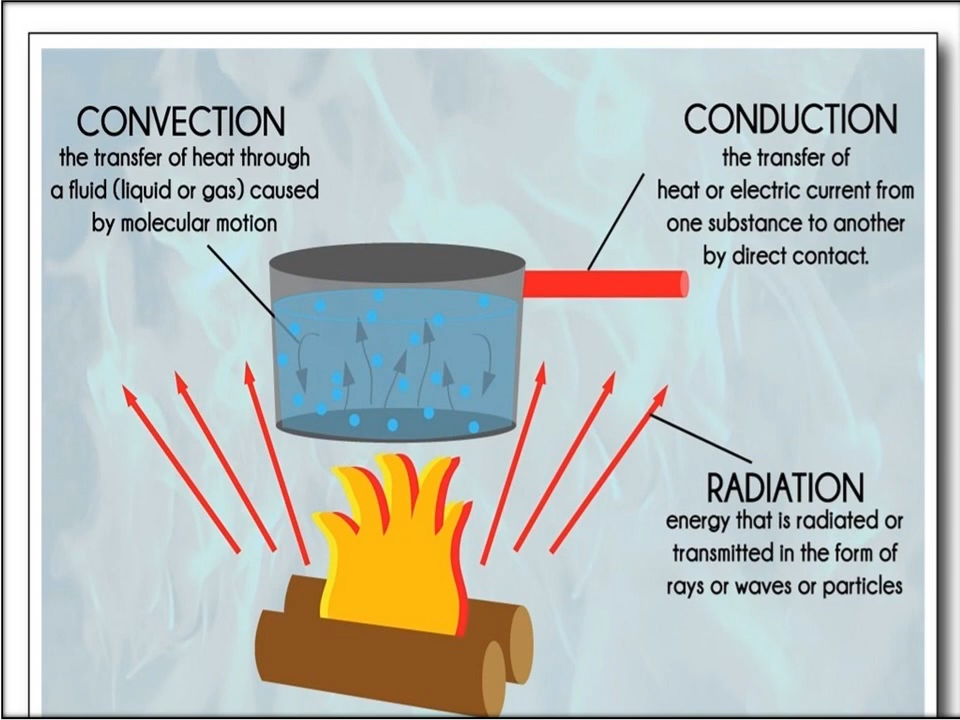 CONVECTION
the transfer of heat through
a fluid (liquid or gas) caused
by molecular motion
CONDUCTION
the transfer of
heat or electric current from
one substance to another
by direct contact.
RADIATION
energy that is radiated or
transmitted in the form of
rays or waves or particles